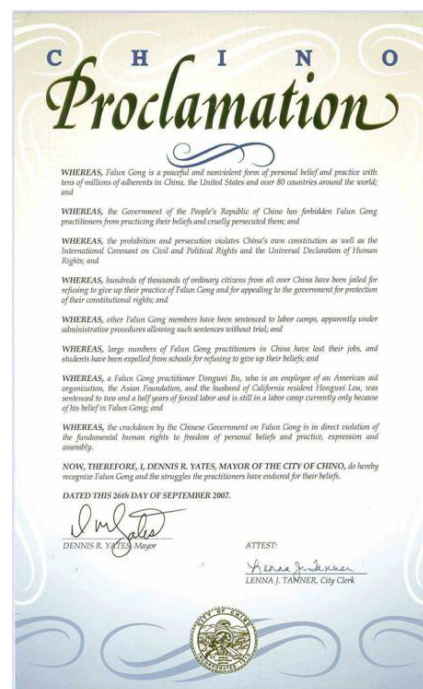 CHINO
Proclamation
WHEREAS, Falun Gong is a peaceful and nonviolent form of personal belief and practice with
tens of millions of adherents in China, the United States and over 80 countries around the world;
and
WHEREAS, the Government of the People's Republic of China has forbidden Falun Gong
practitioners from practicing their beliefs and cruelly persecuted them; and
WHEREAS, the prohibition and persecution violates China's own constitution as well as the
International Covenant on Civil and Political Rights and the Universal Declaration of Human
Rights; and
WHEREAS, hundreds of thousands of ordinary citizens from all over China have been jailed for
refusing to give up their practice of Falun Gong and for appealing to the government for protection
of their constitutional rights; and
WHEREAS, other Falun Gong members have been sentenced to labor camps, apparently under
administrative procedures allowing such sentences without trial; and
WHEREAS, large numbers of Falun Gong practitioners in China have lost their jobs, and
students have been expelled from schools for refusing to give up their beliefs; and
WHEREAS, a Falun Gong practitioner Dongwei Bu, who is an employee of an American aid
organization, the Asian Foundation, and the husband of California resident Hongwei Lou, was
sentenced to two and a half years of forced labor and is still in a labor camp currently only because
of his belief in Falun Gong; and
WHEREAS, the crackdown by the Chinese Government on Falun Gong is in direct violation of
the fundamental human rights to freedom of personal beliefs and practice, expression and
assembly.
NOW, THEREFORE, I, DENNIS R. YATES, MAYOR OF THE CITY OF CHINO, do hereby
recognize Falun Gong and the struggles the practitioners have endured for their beliefs.
DATED THIS 26th DAY OF SEPTEMBER 2007.
DENNIS R. YATES, Mayor
ATTEST:
Lenna J. Tanner
LENNA J. TANNER, City Clerk
CITY OF CHINO
INCORPORATED 1910